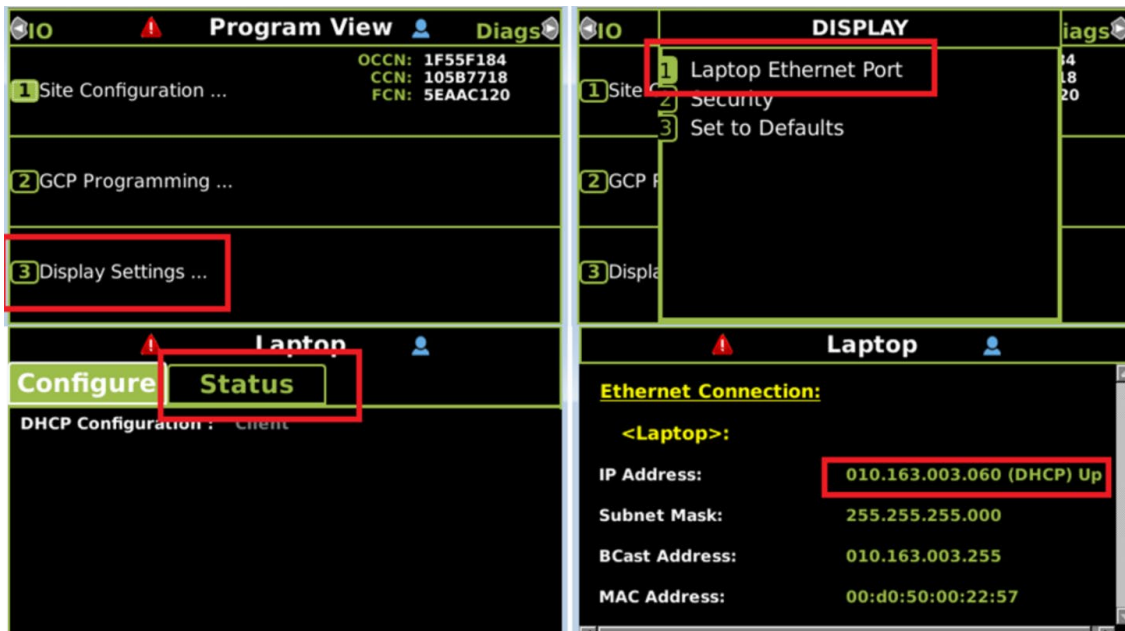 IO Program View Diags
OCCN: 1F55F184
CCN: 105B7718
FCN: 5EAAC120
1 Site Configuration ...
2 GCP Programming ...
3 Display Settings ...
IO DISPLAY iags
1 Laptop Ethernet Port
2 Security
3 Set to Defaults
84
18
20
1 Site
2 GCP
3 Displa
Laptop
Configure Status
DHCP Configuration : Client
Laptop
Ethernet Connection:
<Laptop>:
IP Address: 010.163.003.060 (DHCP) Up
Subnet Mask: 255.255.255.000
BCast Address: 010.163.003.255
MAC Address: 00:d0:50:00:22:57